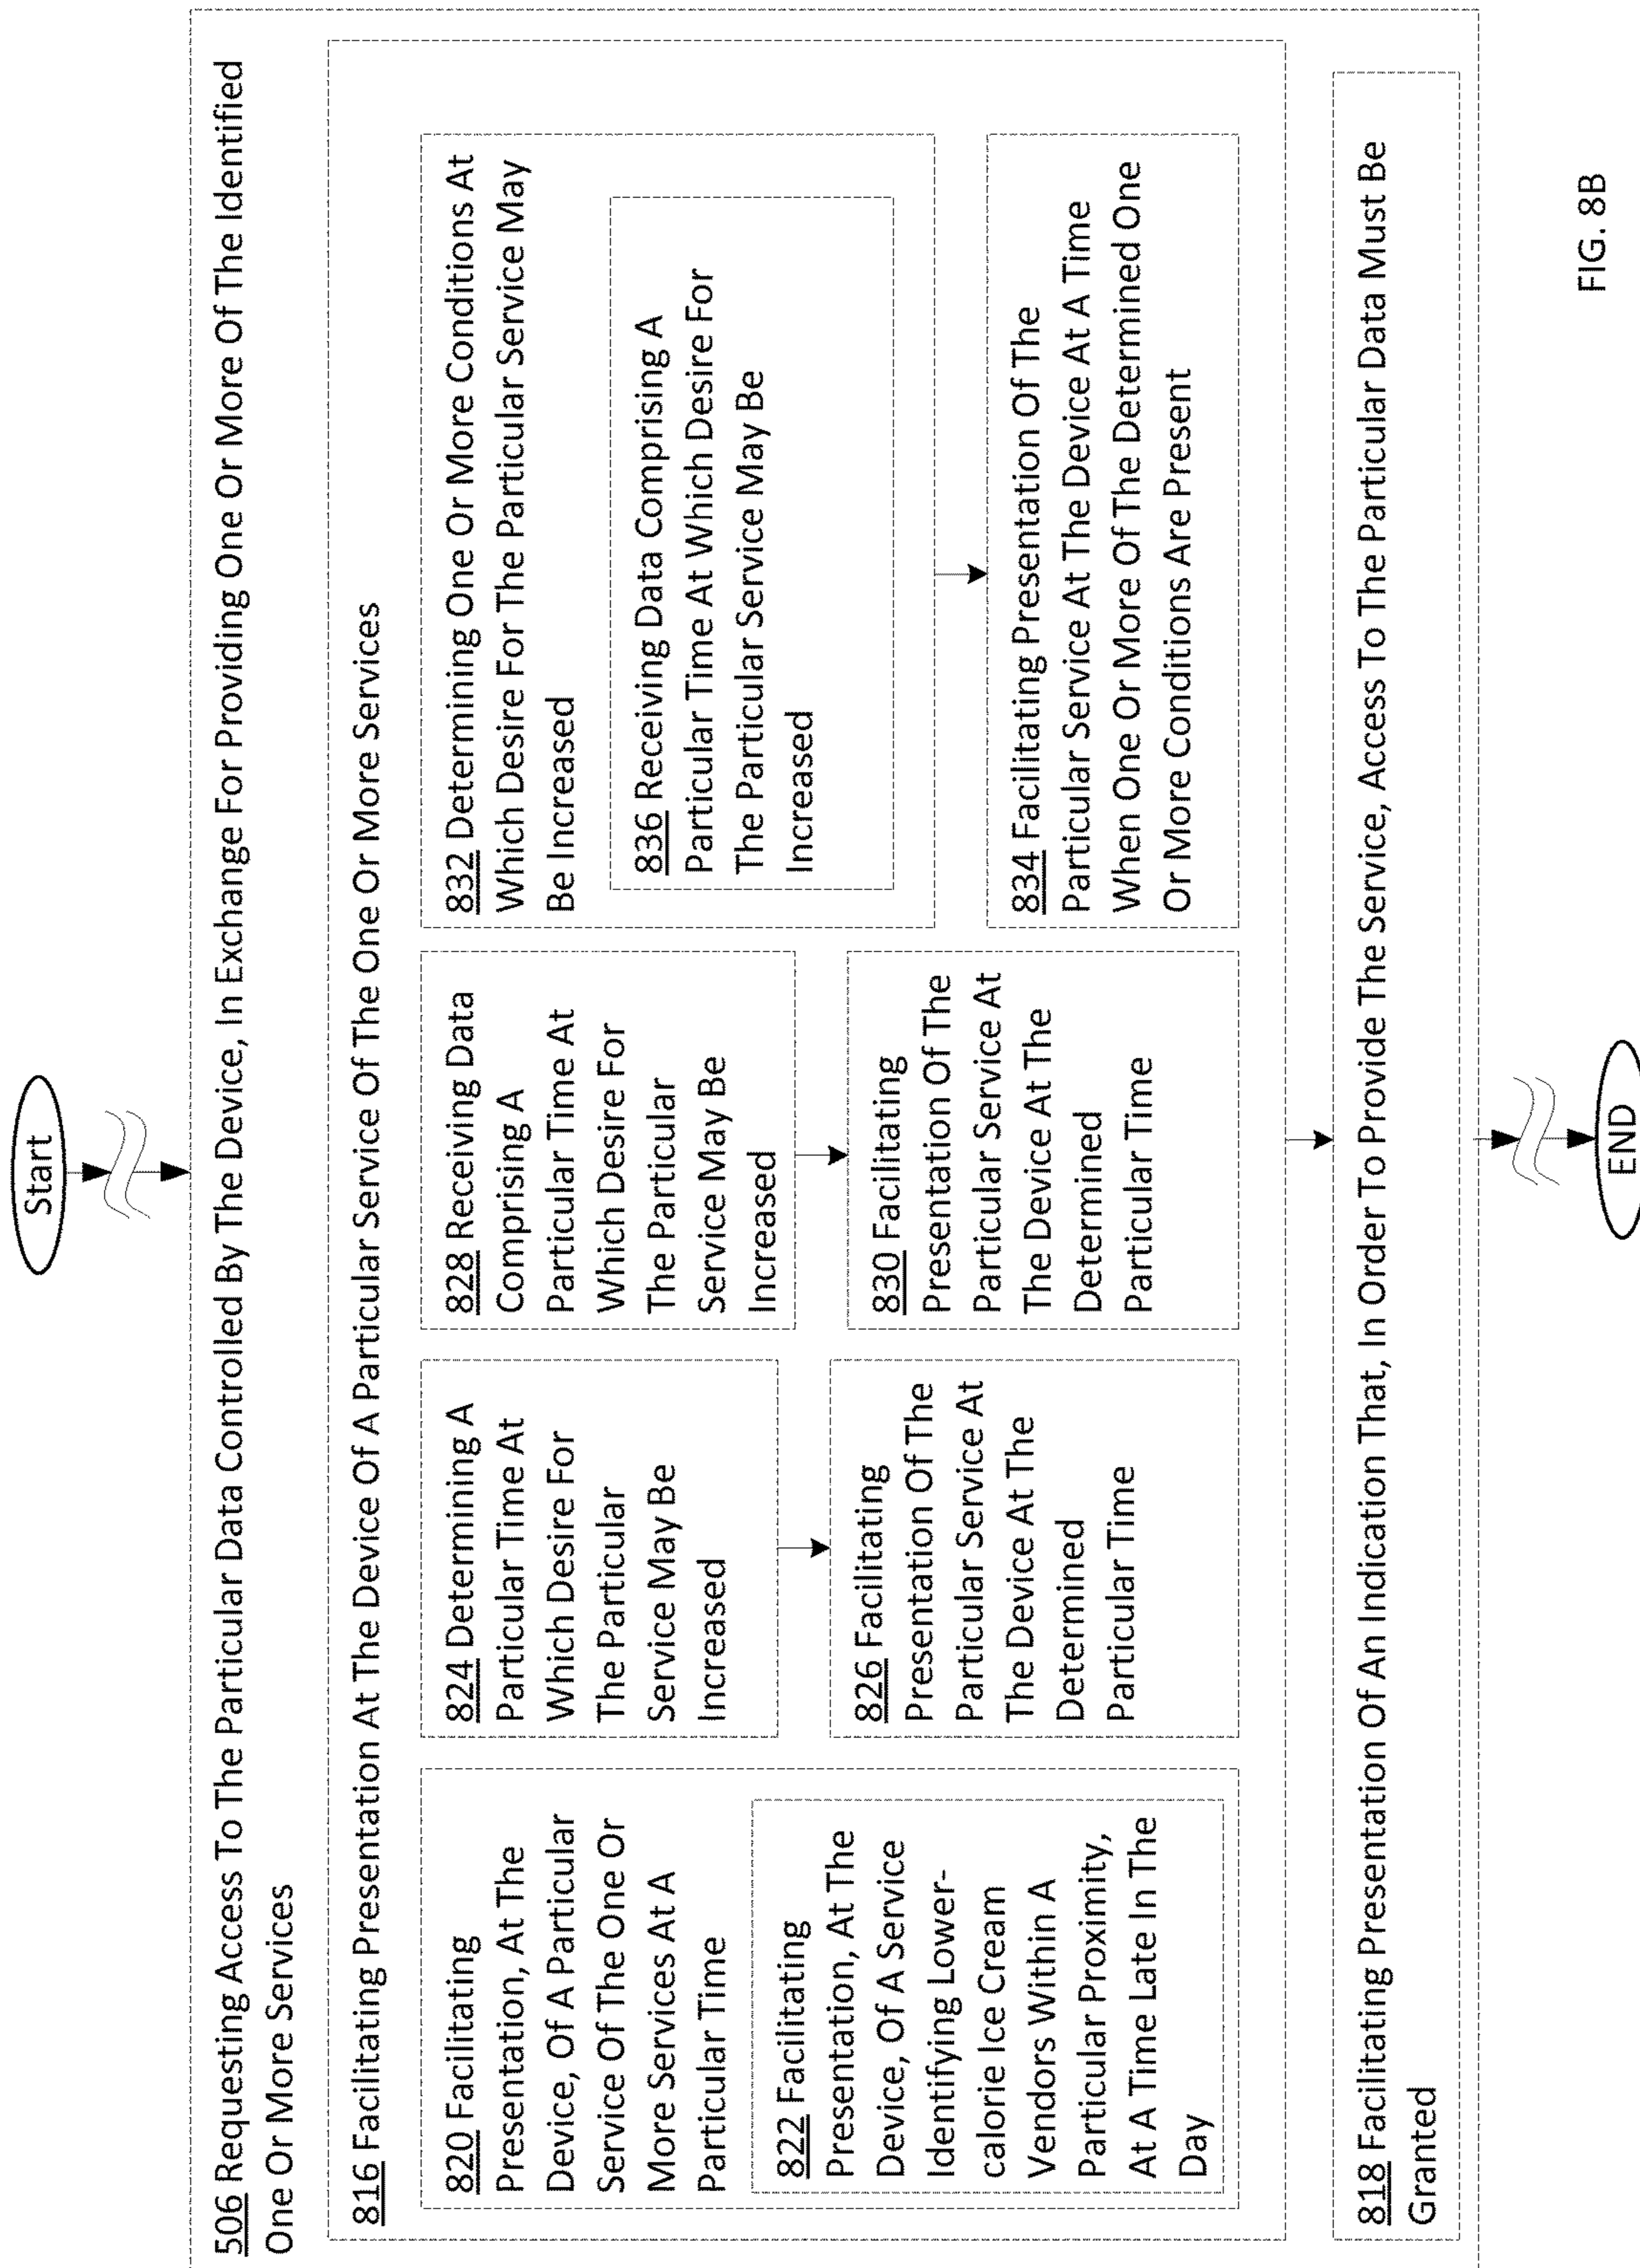 Start
506 Requesting Access To The Particular Data Controlled By The Device, In Exchange For Providing One Or More Of The Identified
One Or More Services
816 Facilitating Presentation At The Device Of A Particular Service Of The One Or More Services
820 Facilitating
Presentation, At The
Device, Of A Particular
Service Of The One Or
More Services At A
Particular Time
822 Facilitating
Presentation, At The
Device, Of A Service
Identifying Lower-
calorie Ice Cream
Vendors Within A
Particular Proximity,
At A Time Late In The
Day
824 Determining A
Particular Time At
Which Desire For
The Particular
Service May Be
Increased
826 Facilitating
Presentation Of The
Particular Service At
The Device At The
Determined
Particular Time
828 Receiving Data
Comprising A
Particular Time At
Which Desire For
The Particular
Service May Be
Increased
830 Facilitating
Presentation Of The
Particular Service At
The Device At The
Determined
Particular Time
832 Determining One Or More Conditions At
Which Desire For The Particular Service May
Be Increased
836 Receiving Data Comprising A
Particular Time At Which Desire For
The Particular Service May Be
Increased
834 Facilitating Presentation Of The
Particular Service At The Device At A Time
When One Or More Of The Determined One
Or More Conditions Are Present
818 Facilitating Presentation Of An Indication That, In Order To Provide The Service, Access To The Particular Data Must Be
Granted
END
FIG. 8B